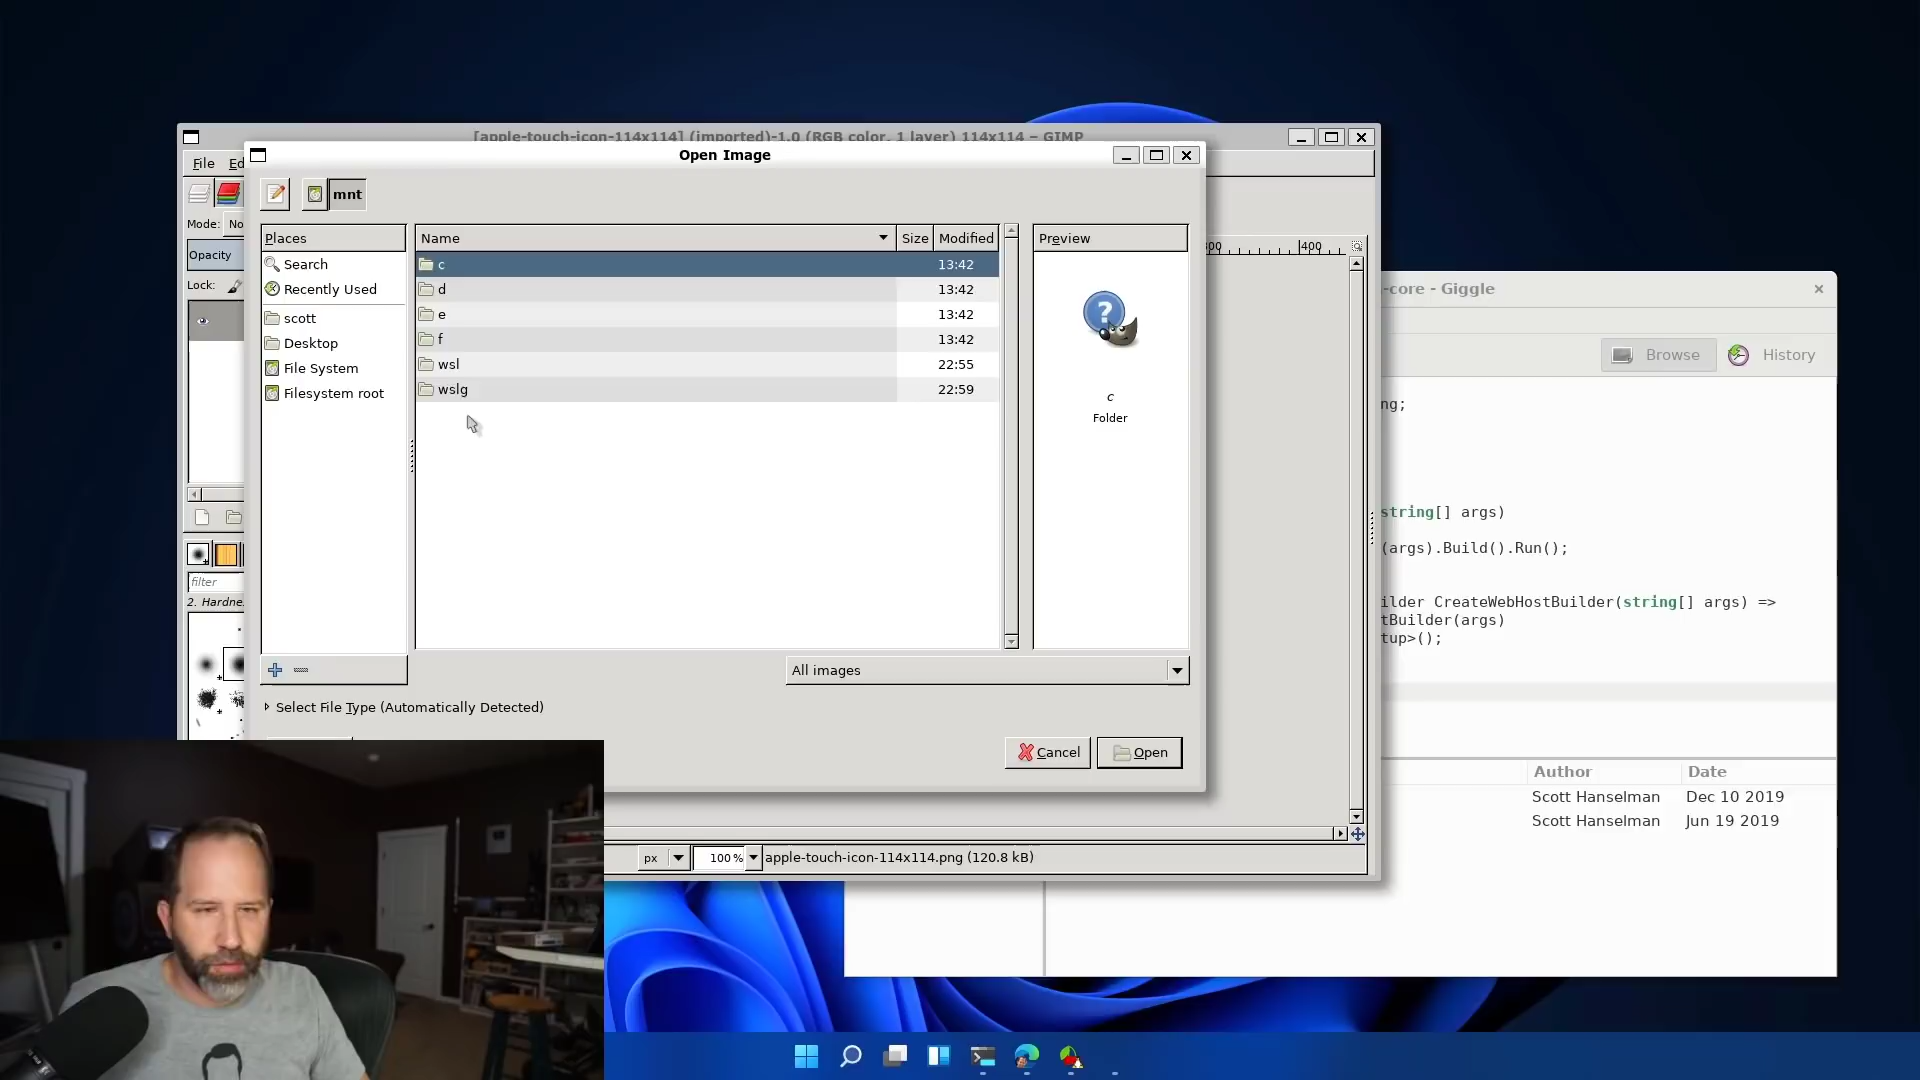 [apple-touch-icon-114x114] (imported)-1.0 (RGB color, 1 layer) 114x114 – GIMP
Open Image
File
Ed
mnt
Mode: No
Places
Name
Size
Modified
Preview
Opacity
300
400
Search
c
13:42
Lock:
Recently Used
d
13:42
-core - Giggle
scott
e
13:42
Desktop
f
13:42
Browse
History
File System
wsl
22:55
Filesystem root
wslg
22:59
c
Folder
ng;
string[] args)
(args).Build().Run();
filter
2. Hardne
ilder CreateWebHostBuilder(string[] args) =>
tBuilder(args)
tup>();
All images
Select File Type (Automatically Detected)
Cancel
Open
Author
Date
Scott Hanselman
Dec 10 2019
Scott Hanselman
Jun 19 2019
px
100 %
apple-touch-icon-114x114.png (120.8 kB)